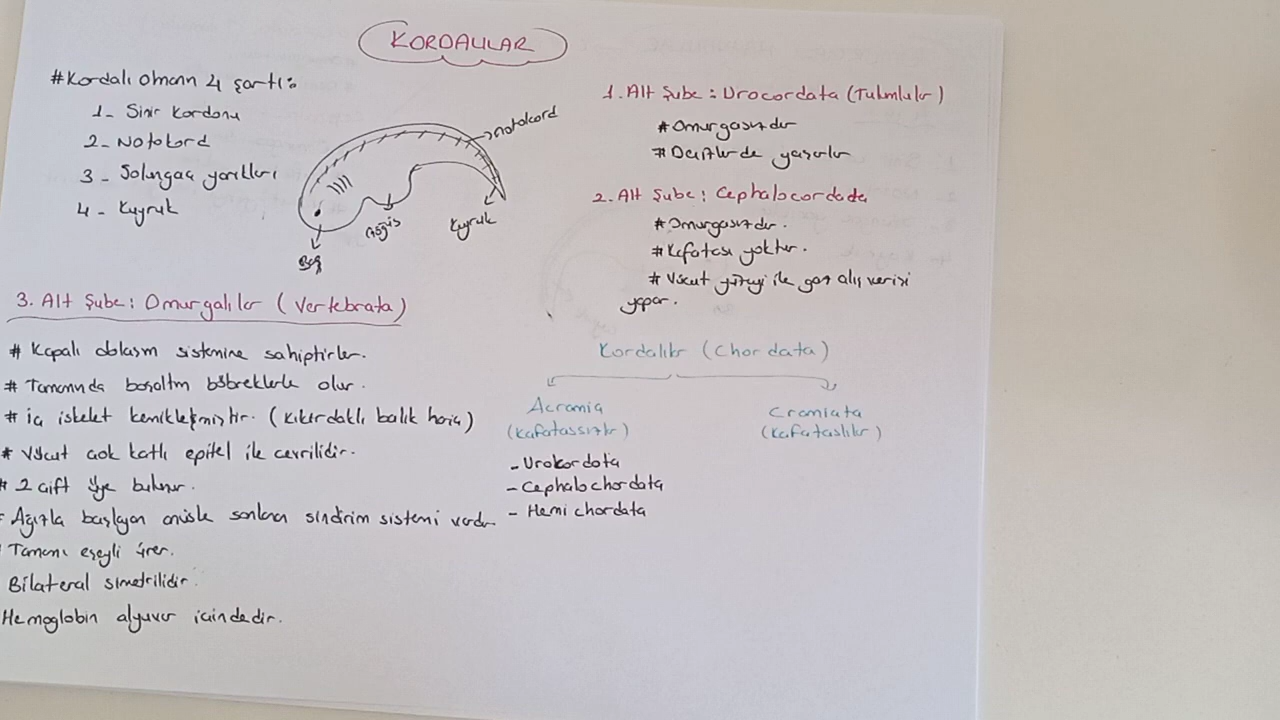 KORDALILAR
#Kordalı olmanın 4 şartı:
1- Sinir Kordonu
2- Notokord
3- Solungaç yarıkları
4- Kuyruk
notokord
Göğüs
Kuyruk
Baş
1. Alt Şube: Urocordata (Tulumlular)
#Omurgasızdır
#Denizlerde yaşarlar
2. Alt Şube: Cephalocordada
#Omurgasızdır.
#Kafatası yoktur.
#Vücut yüzeyi ile gaz alış verişi
yapar.
3. Alt Şube: Omurgalılar (Vertebrata)
# Kapalı dolaşım sistemine sahiptirler.
# Tamamında boşaltım böbreklerle olur.
# iç iskelet kemikleşmiştir. (Kıkırdaklı balık hariç)
# Vücut çok katlı epitel ile çevrilidir.
# 2 çift üye bulunur.
Ağızla başlayan anüsle sonlanan sindirim sistemi vardır
Tamamı eşeyli ürer.
Bilateral simetrilidir.
Hemoglobin alyuvar içindedir.
Kordalılar (Chordata)
Acrania
(Kafatassızlar)
- Urokordata
- Cephalochordata
- Hemichordata
Craniata
(Kafataslılar)